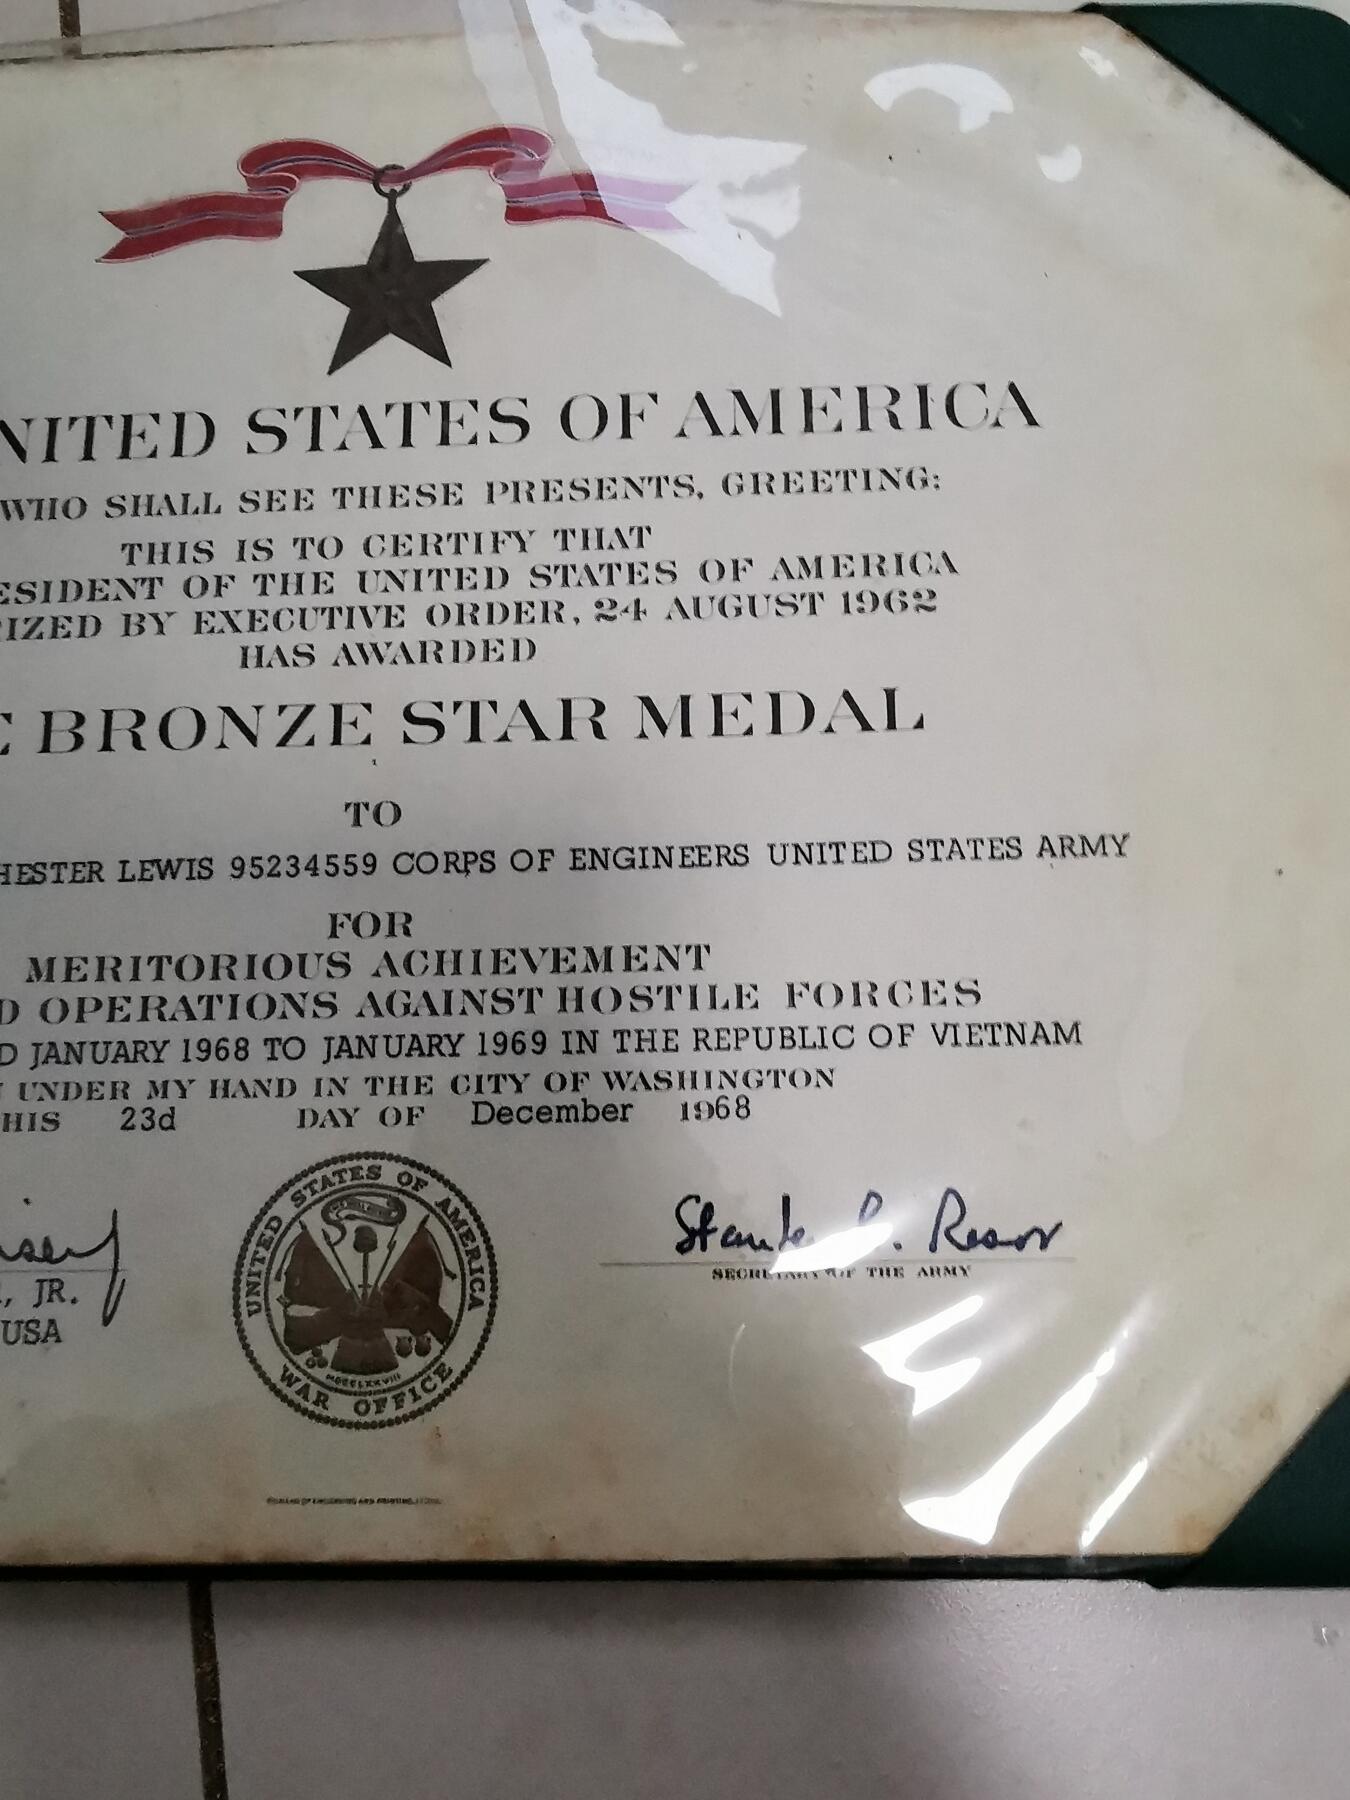 NITED STATES OF AMERICA
WHO SHALL SEE THESE PRESENTS, GREETING:
THIS IS TO CERTIFY THAT
ESIDENT OF THE UNITED STATES OF AMERICA
IZED BY EXECUTIVE ORDER, 24 AUGUST 1962
HAS AWARDED
E BRONZE STAR MEDAL
TO
HESTER LEWIS 95234559 CORPS OF ENGINEERS UNITED STATES ARMY
FOR
MERITORIOUS ACHIEVEMENT
D OPERATIONS AGAINST HOSTILE FORCES
D JANUARY 1968 TO JANUARY 1969 IN THE REPUBLIC OF VIETNAM
UNDER MY HAND IN THE CITY OF WASHINGTON
HIS 23d DAY OF December 1968
, JR.
USA
UNITED STATES OF AMERICA
WAR OFFICE
MDCCLXXVIII
Resor
SECRETARY OF THE ARMY